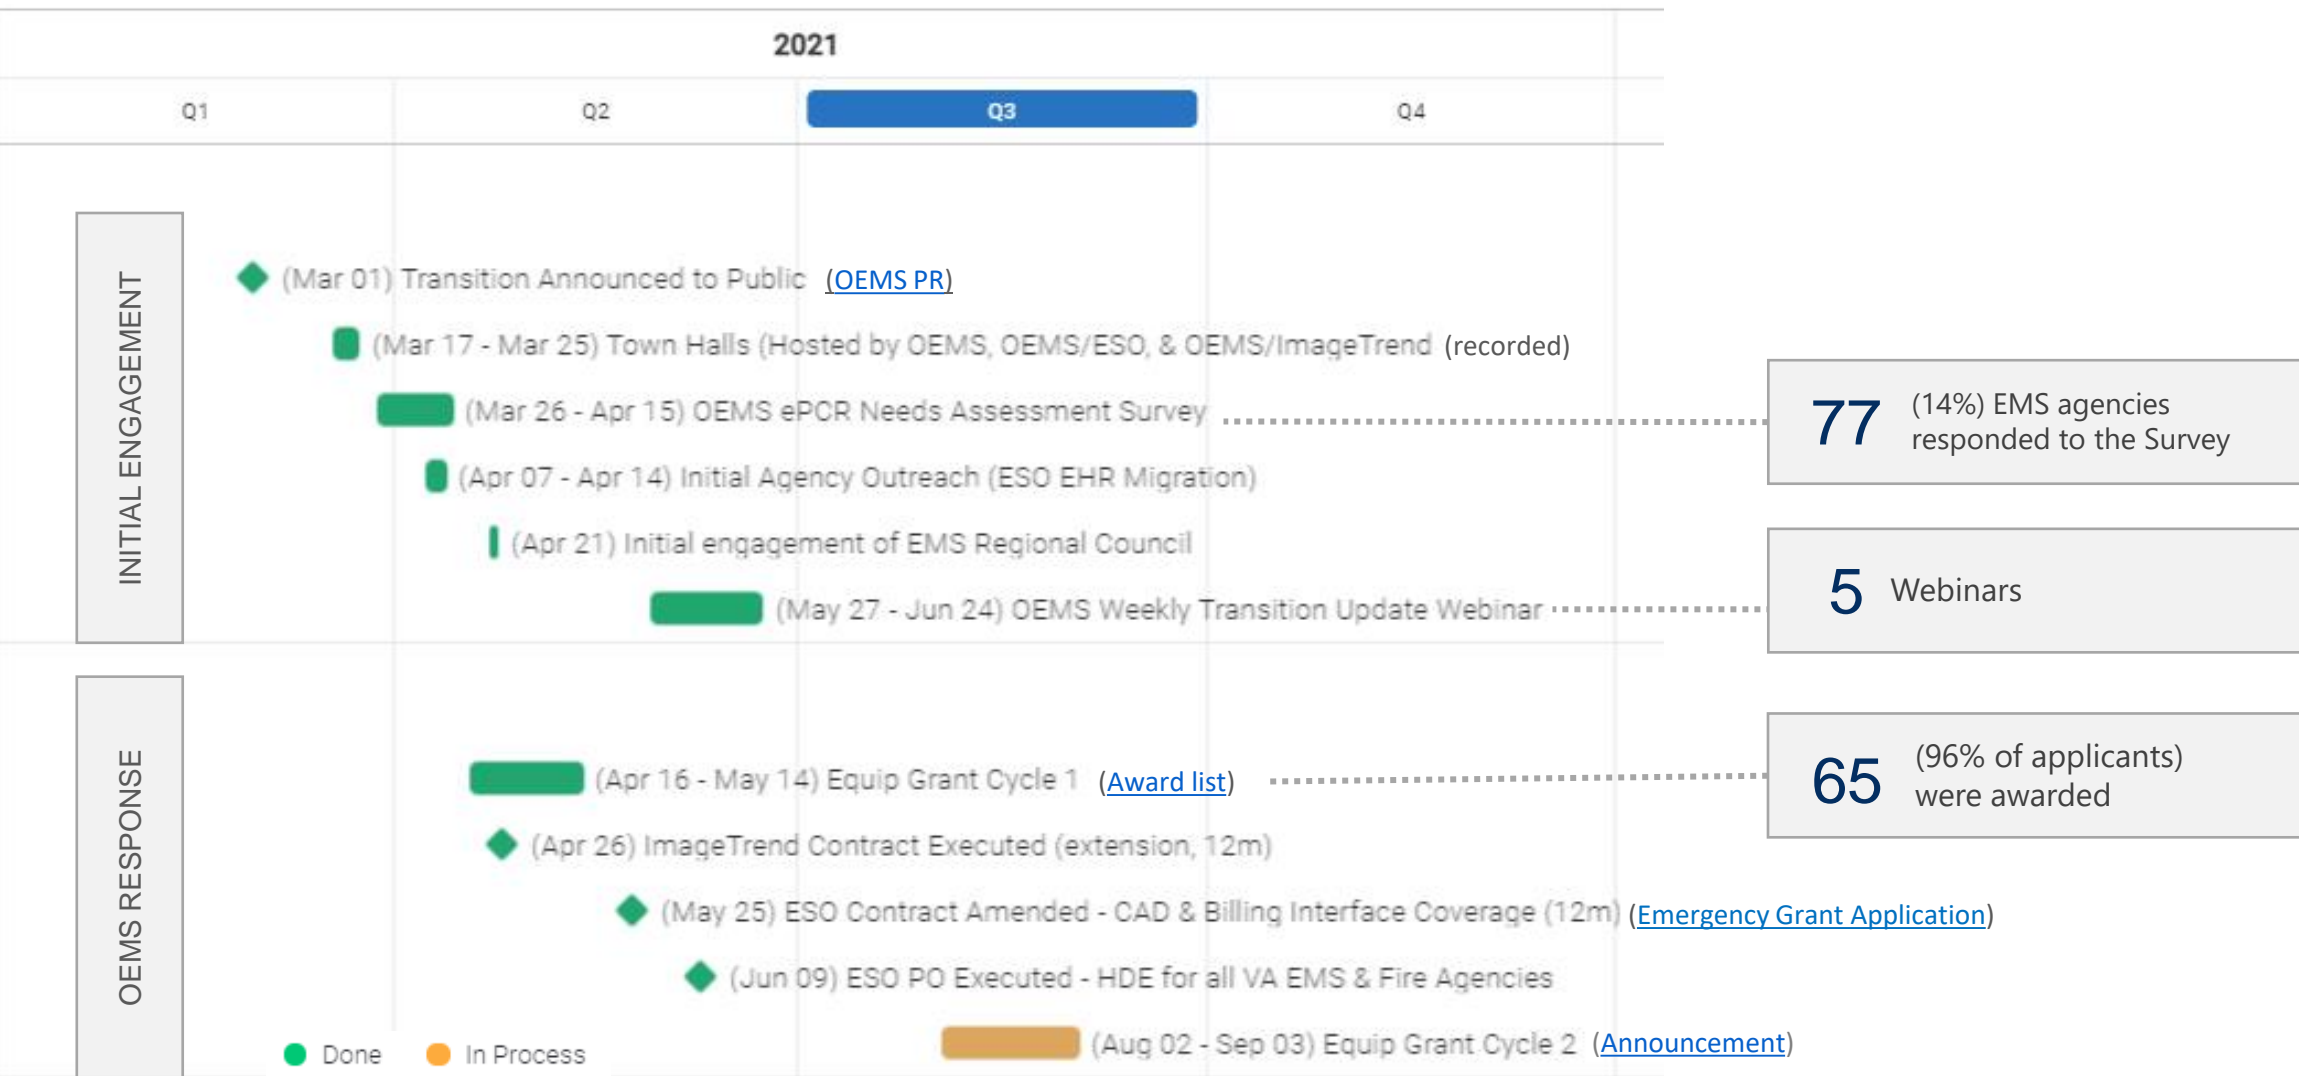 2021
Q1
Q2
Q3
Q4
INITIAL ENGAGEMENT
(Mar 01) Transition Announced to Public (OEMS PR)
(Mar 17 - Mar 25) Town Halls (Hosted by OEMS, OEMS/ESO, & OEMS/ImageTrend (recorded)
(Mar 26 - Apr 15) OEMS ePCR Needs Assessment Survey
77 (14%) EMS agencies
responded to the Survey
(Apr 07 - Apr 14) Initial Agency Outreach (ESO EHR Migration)
(Apr 21) Initial engagement of EMS Regional Council
(May 27 - Jun 24) OEMS Weekly Transition Update Webinar
5 Webinars
OEMS RESPONSE
(Apr 16 - May 14) Equip Grant Cycle 1 (Award list)
65 (96% of applicants)
were awarded
(Apr 26) ImageTrend Contract Executed (extension, 12m)
(May 25) ESO Contract Amended - CAD & Billing Interface Coverage (12m) (Emergency Grant Application)
(Jun 09) ESO PO Executed - HDE for all VA EMS & Fire Agencies
(Aug 02 - Sep 03) Equip Grant Cycle 2 (Announcement)
Done
In Process